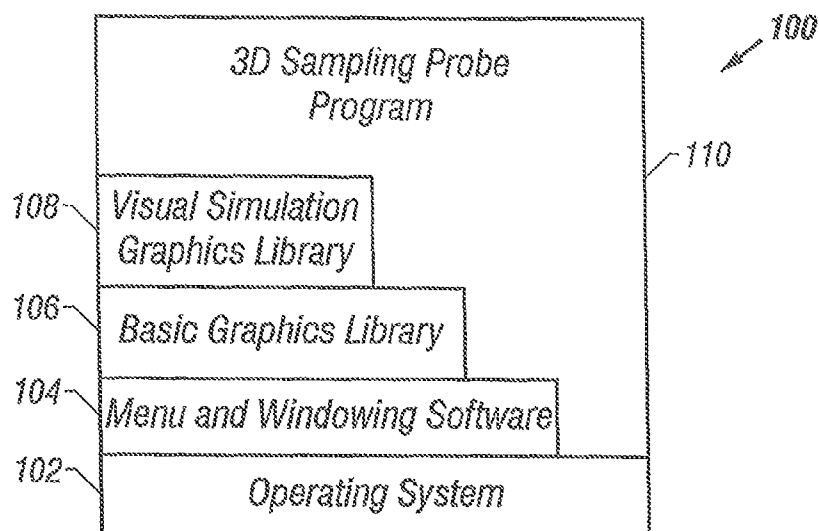 100
3D Sampling Probe
Program
110
108
Visual Simulation
Graphics Library
106
Basic Graphics Library
104
Menu and Windowing Software
102
Operating System